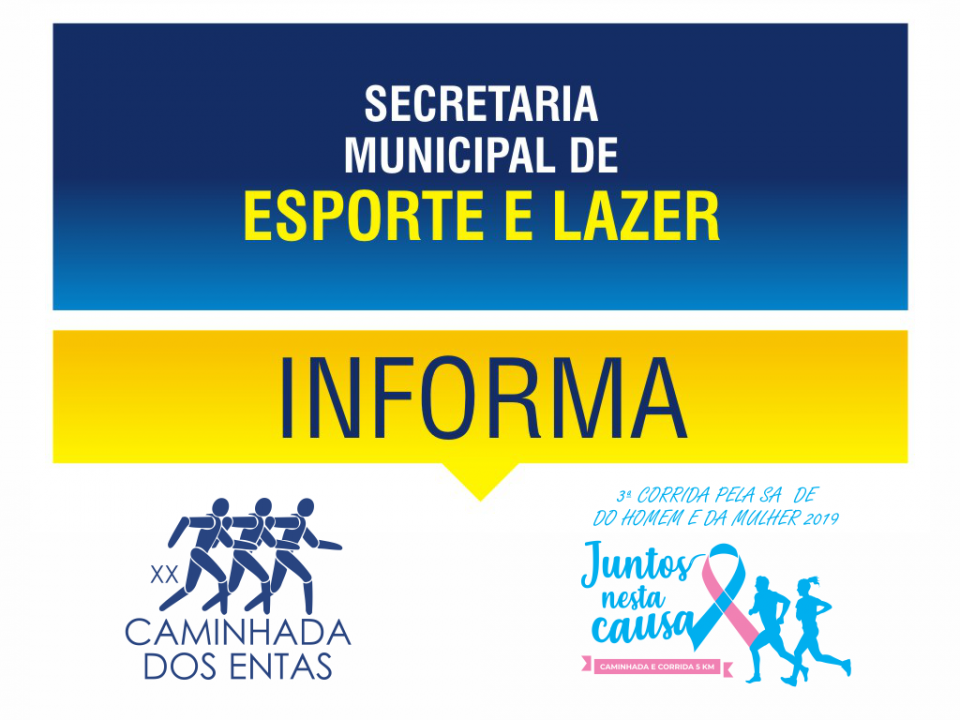 SECRETARIA
MUNICIPAL DE
ESPORTE E LAZER
INFORMA
XX
CAMINHADA
DOS ENTAS
3ª CORRIDA PELA SA DE
DO HOMEM E DA MULHER 2019
Juntos
nesta
causa
CAMINHADA E CORRIDA 5 KM